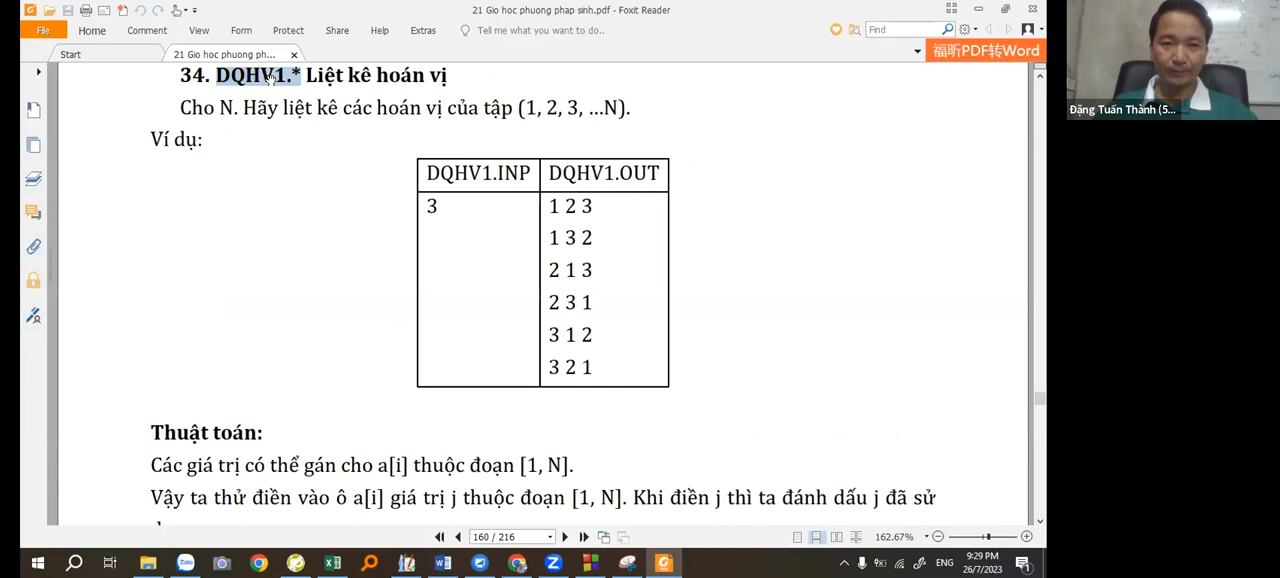 21 Gio hoc phuong phap sinh.pdf - Foxit Reader
File Home Comment View Form Protect Share Help Extras Tell me what you want to do... Find
Start 21 Gio hoc phuong ph... 福昕PDF转Word
34. DQHV1.* Liệt kê hoán vị
Cho N. Hãy liệt kê các hoán vị của tập (1, 2, 3, ...N).
Ví dụ:
DQHV1.INP DQHV1.OUT
3 1 2 3
1 3 2
2 1 3
2 3 1
3 1 2
3 2 1
Thuật toán:
Các giá trị có thể gán cho a[i] thuộc đoạn [1, N].
Vậy ta thử điền vào ô a[i] giá trị j thuộc đoạn [1, N]. Khi điền j thì ta đánh dấu j đã sử
160 / 216 162.67%
Zalo ENG 9:29 PM
26/7/2023
Đặng Tuấn Thành (5...